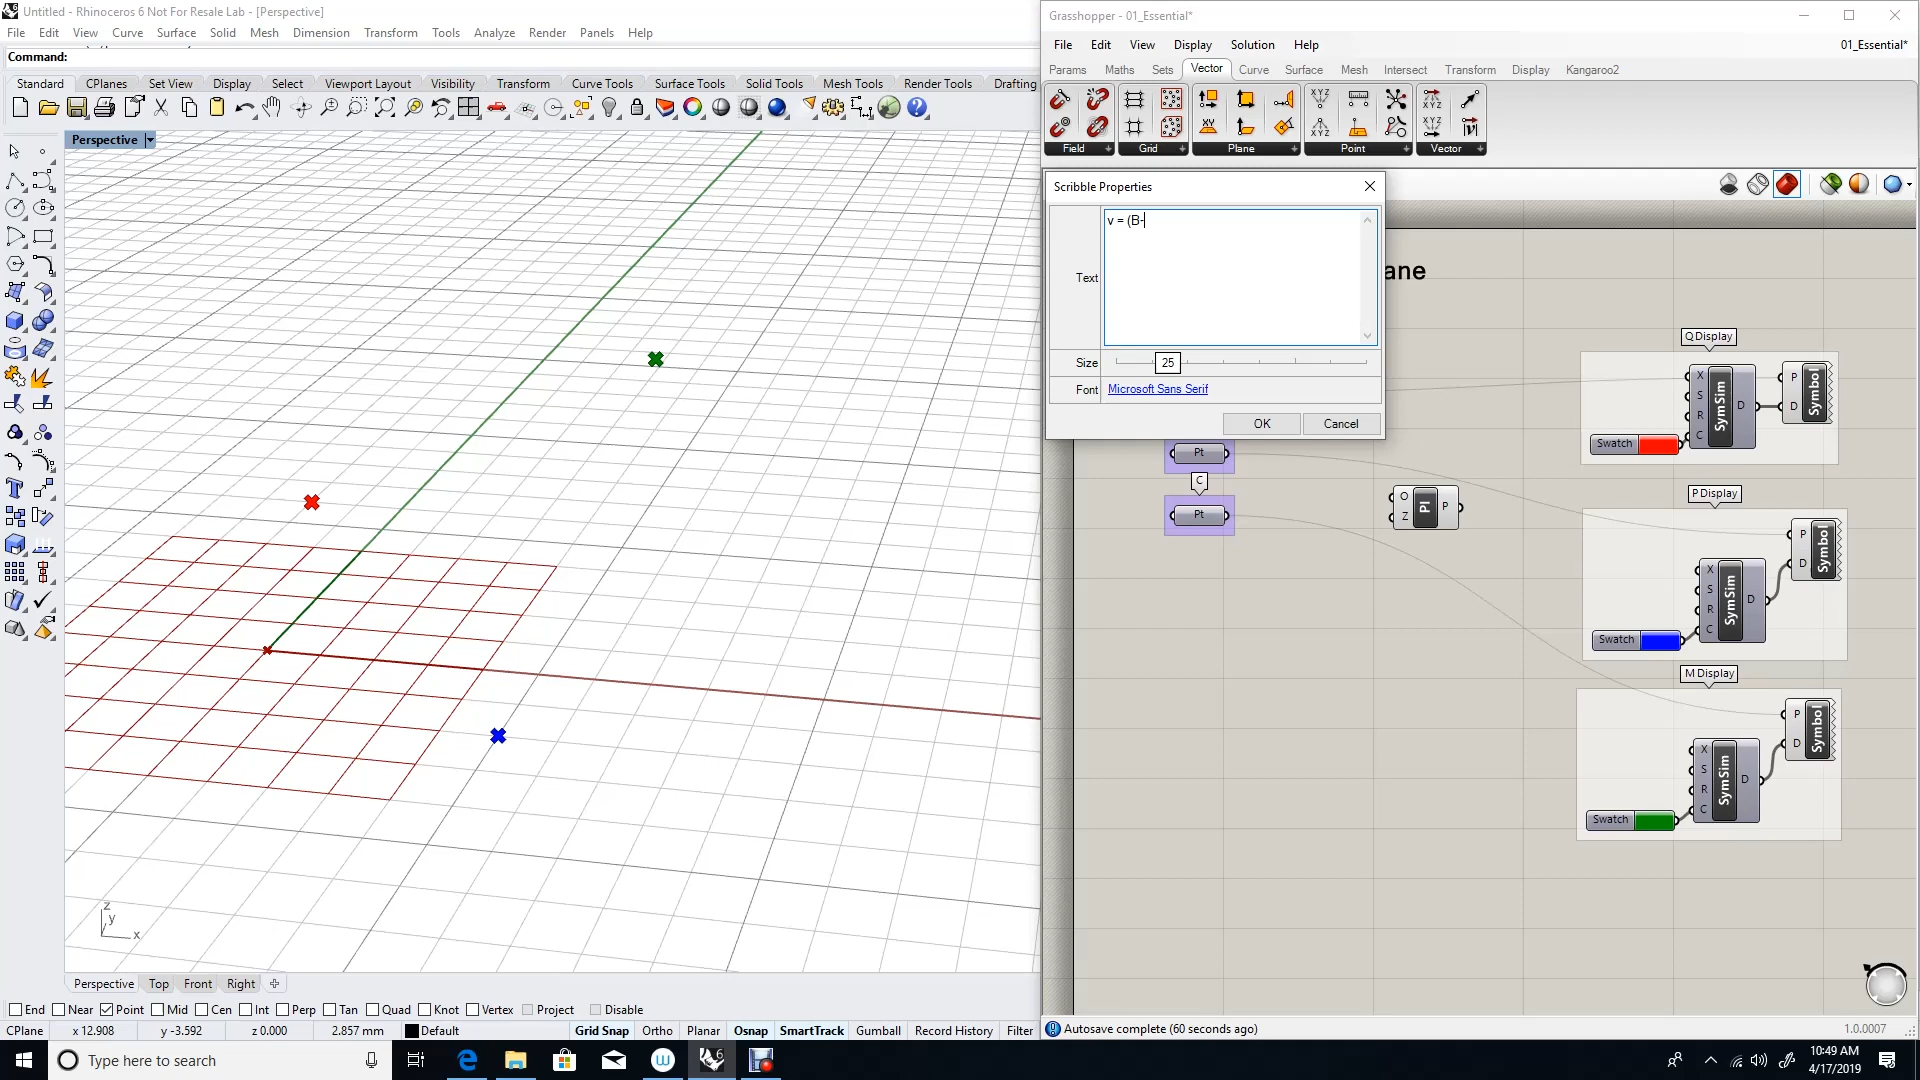 Untitled - Rhinoceros 6 Not For Resale Lab - [Perspective]
File Edit View Curve Surface Solid Mesh Dimension Transform Tools Analyze Render Panels Help
Command:
Standard CPlanes Set View Display Select Viewport Layout Visibility Transform Curve Tools Surface Tools Solid Tools Mesh Tools Render Tools Drafting
Perspective
z
y
x
Perspective Top Front Right
End Near Point Mid Cen Int Perp Tan Quad Knot Vertex Project Disable
CPlane x 12.908 y -3.592 z 0.000 2.857 mm Default Grid Snap Ortho Planar Osnap SmartTrack Gumball Record History Filter
Grasshopper - 01_Essential*
File Edit View Display Solution Help 01_Essential*
Params Maths Sets Vector Curve Surface Mesh Intersect Transform Display Kangaroo2
Field Grid Plane Point Vector
Scribble Properties
Text
v = (B-
Size 25
Font Microsoft Sans Serif
OK Cancel
ane
Pt
C
Pt
O
Z
Pl
P
Q Display
X
S
R
C
SymSim
D
P
D
Symbol
Swatch
P Display
P
D
Symbol
X
S
R
C
SymSim
D
Swatch
M Display
P
D
Symbol
X
S
R
C
SymSim
D
Swatch
Autosave complete (60 seconds ago) 1.0.0007
Type here to search
10:49 AM
4/17/2019